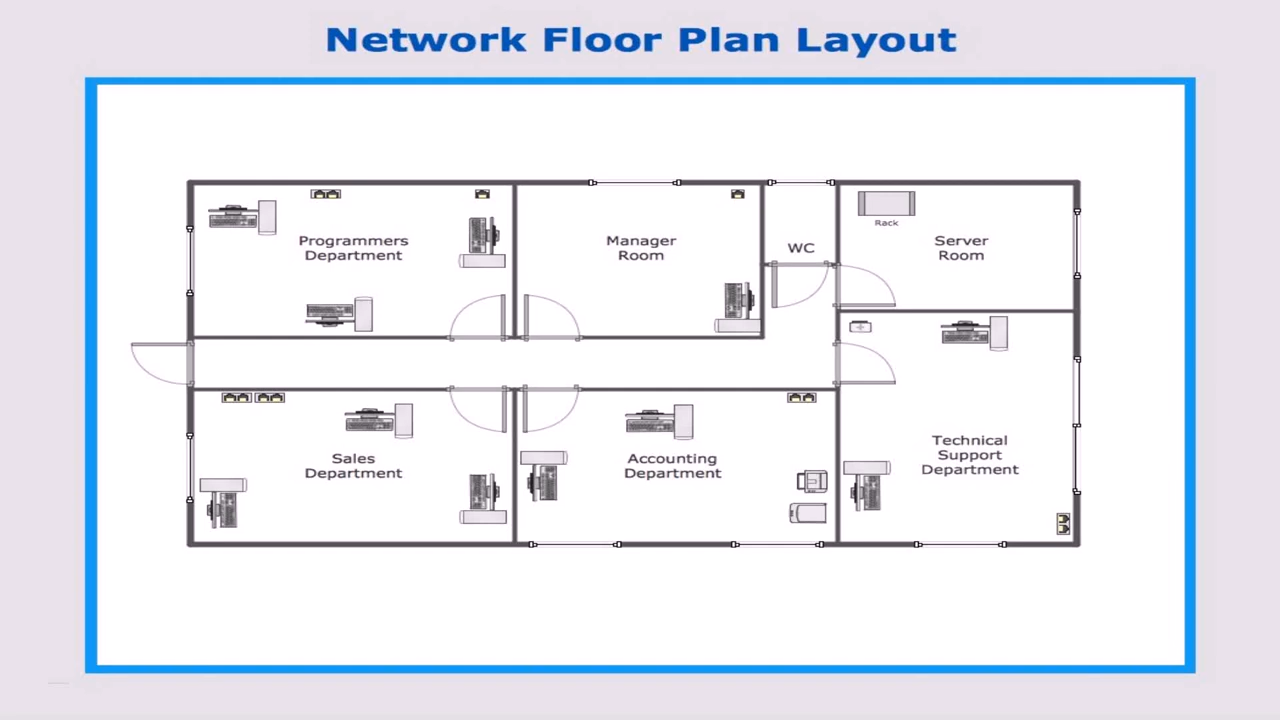 Network Floor Plan Layout
Programmers
Department
Manager
Room
WC
Rack
Server
Room
Sales
Department
Accounting
Department
Technical
Support
Department